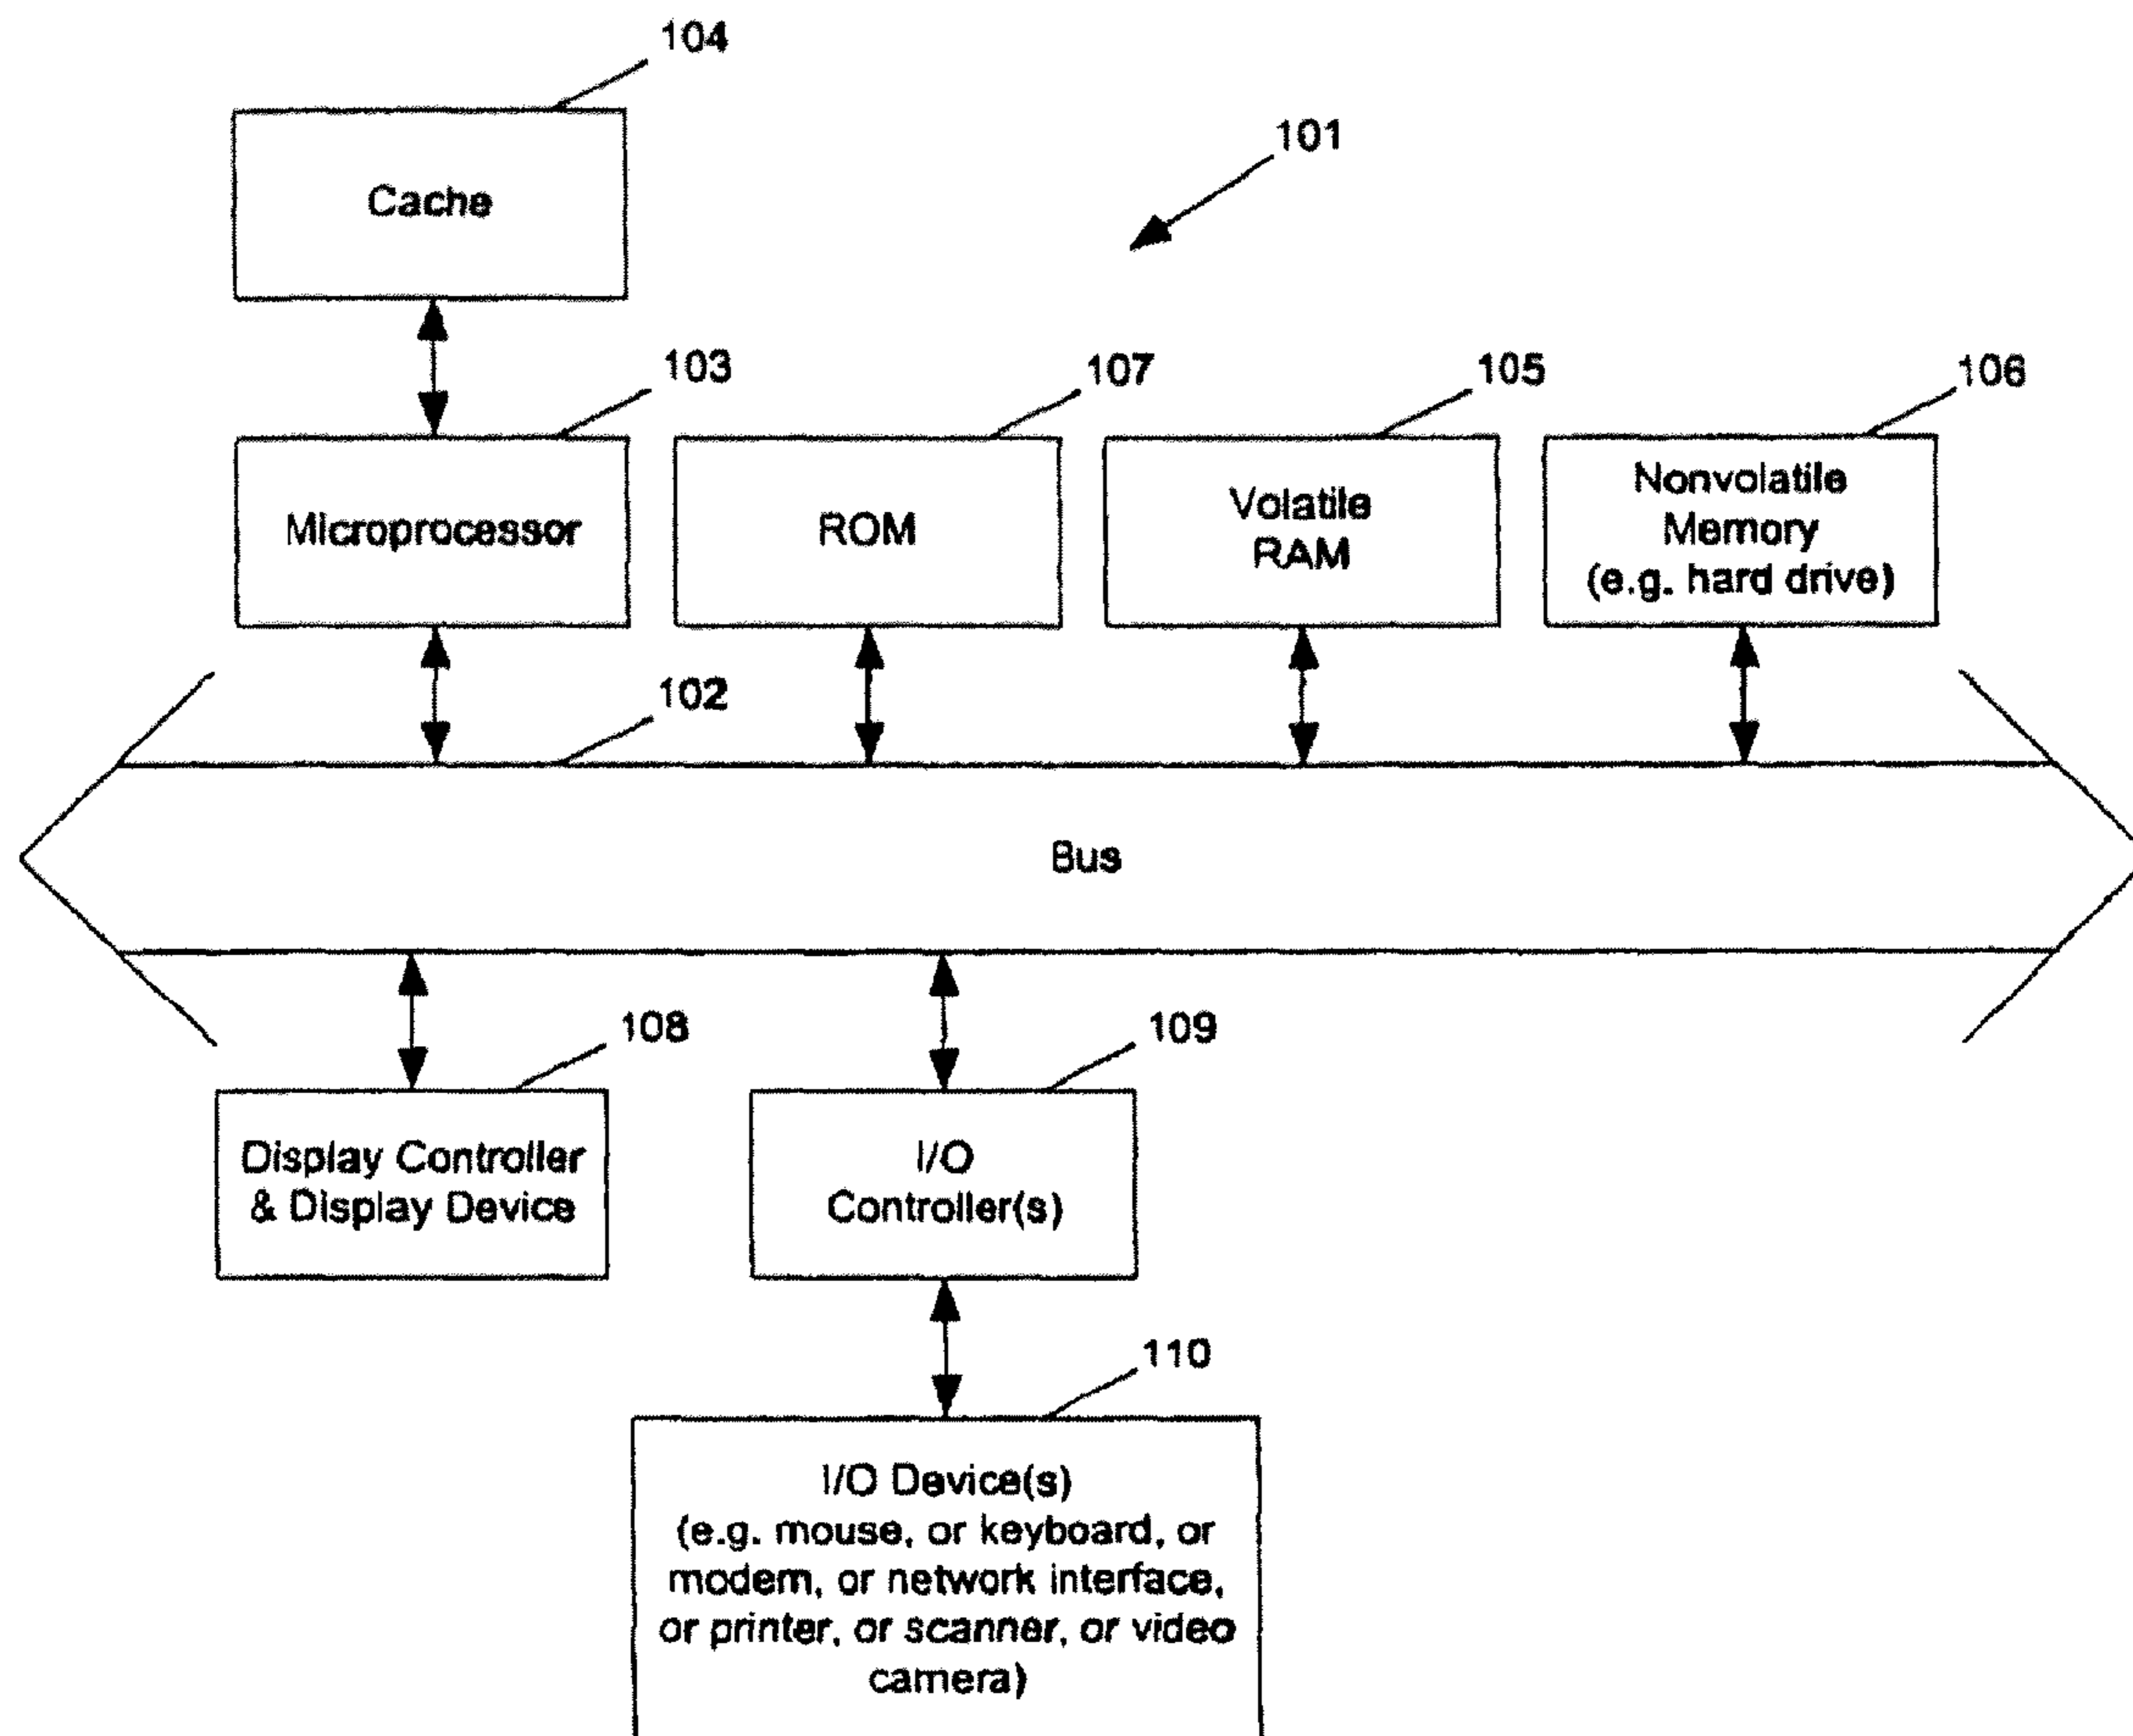 104
101
Cache
103
107
105
106
Microprocessor
ROM
Volatile
RAM
Nonvolatile
Memory
(e.g. hard drive)
102
Bus
108
109
Display Controller
& Display Device
I/O
Controller(s)
110
I/O Device(s)
(e.g. mouse, or keyboard, or
modem, or network interface,
or printer, or scanner, or video
camera)